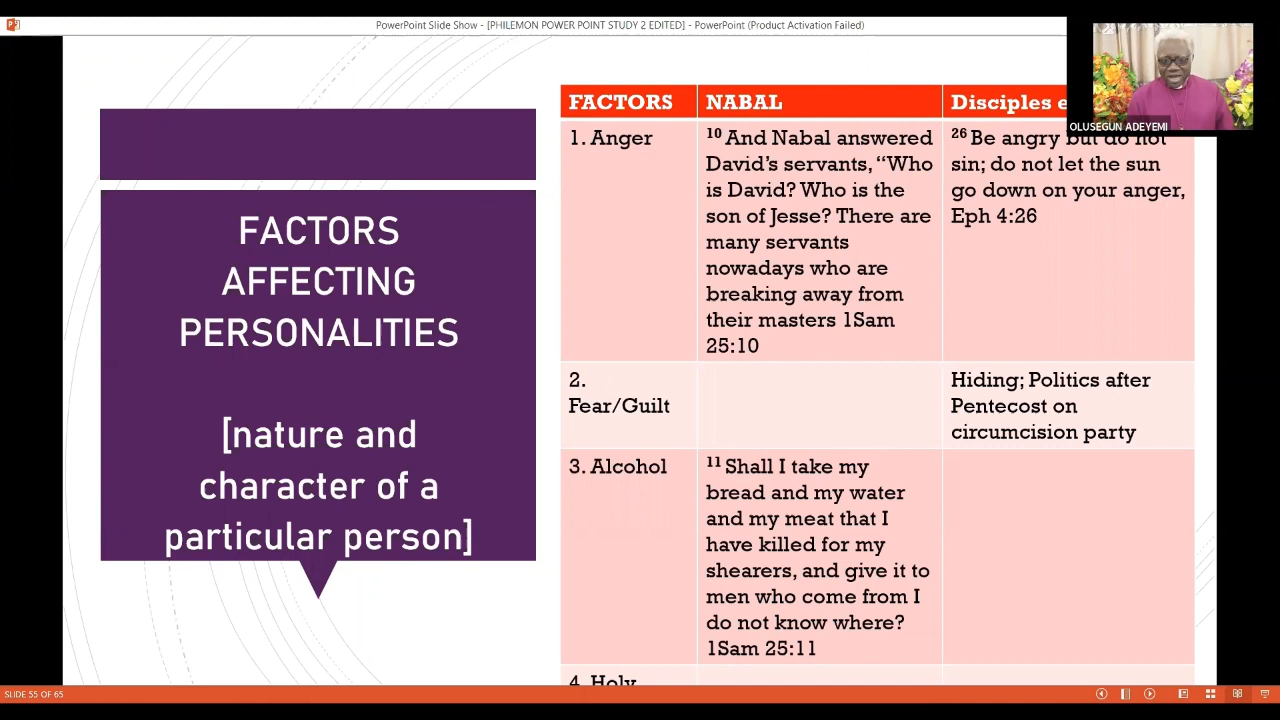 PowerPoint Slide Show - [PHILEMON POWER POINT STUDY 2 EDITED] - PowerPoint (Product Activation Failed)
OLUSEGUN ADEYEMI
FACTORS
AFFECTING
PERSONALITIES
[nature and
character of a
particular person]
FACTORS
NABAL
Disciples e
1. Anger
10 And Nabal answered
David’s servants, “Who
is David? Who is the
son of Jesse? There are
many servants
nowadays who are
breaking away from
their masters 1Sam
25:10
26 Be angry but do not
sin; do not let the sun
go down on your anger,
Eph 4:26
2.
Fear/Guilt
Hiding; Politics after
Pentecost on
circumcision party
3. Alcohol
11 Shall I take my
bread and my water
and my meat that I
have killed for my
shearers, and give it to
men who come from I
do not know where?
1Sam 25:11
4. Holy
SLIDE 55 OF 65